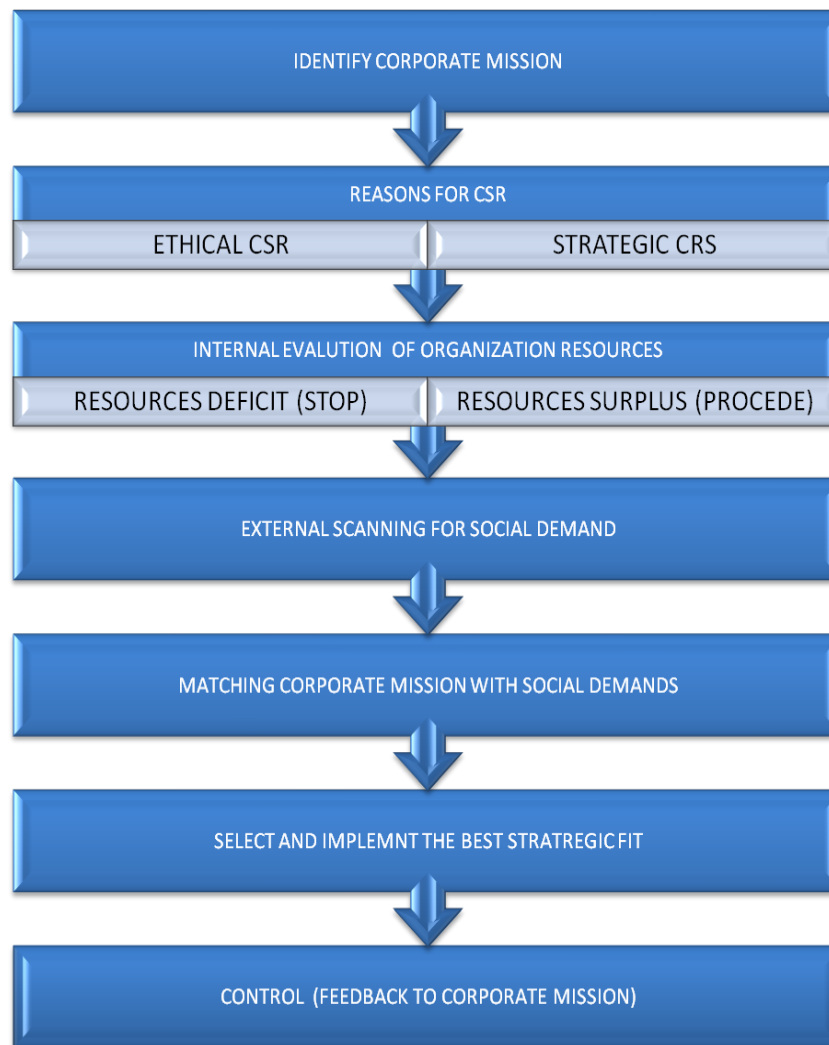 IDENTIFY CORPORATE MISSION
REASONS FOR CSR
ETHICAL CSR
STRATEGIC CRS
INTERNAL EVALUTION OF ORGANIZATION RESOURCES
RESOURCES DEFICIT (STOP)
RESOURCES SURPLUS (PROCEDE)
EXTERNAL SCANNING FOR SOCIAL DEMAND
MATCHING CORPORATE MISSION WITH SOCIAL DEMANDS
SELECT AND IMPLEMNT THE BEST STRATREGIC FIT
CONTROL (FEEDBACK TO CORPORATE MISSION)